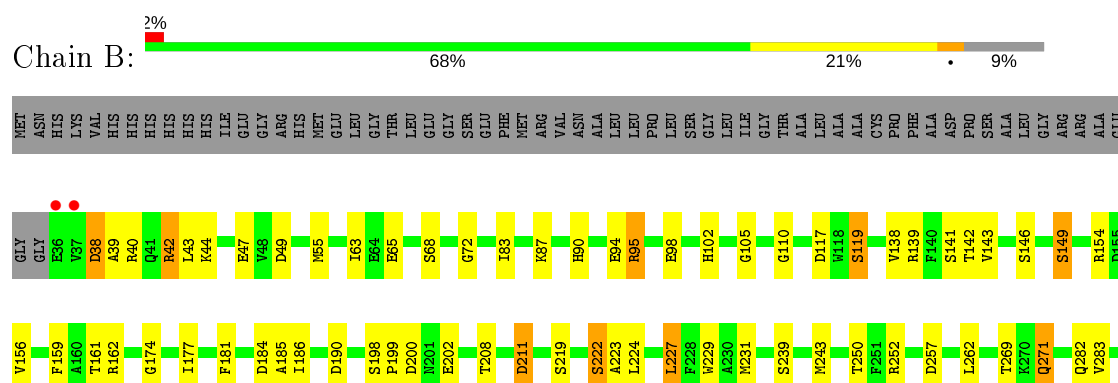 2%
Chain B:
68% 21% • 9%
MET ASN HIS LYS VAL HIS HIS HIS HIS HIS HIS ILE GLU GLY ARG HIS MET GLU LEU GLY THR LEU GLU GLY SER GLU PHE MET ARG VAL ASN ALA LEU LEU PRO LEU SER GLY LEU ILE GLY THR ALA LEU ALA ALA CYS PRO PHE ALA ASP PRO SER ALA LEU GLY ARG ARG ALA GLU
GLY GLY E36 V37 D38 A39 R40 Q41 R42 L43 K44 E47 V48 D49 M55 I63 E64 E65 S68 G72 I83 K87 H90 E94 R95 E98 H102 G105 G110 D117 W118 S119 V138 R139 F140 S141 T142 V143 S146 S149 R154 D155
V156 F159 A160 T161 R162 G174 I177 F181 D184 A185 I186 D190 S198 P199 D200 N201 E202 T208 D211 S219 S222 A223 L224 L227 F228 W229 A230 M231 S239 M243 T250 F251 R252 D257 L262 T269 K270 Q271 Q282 V283